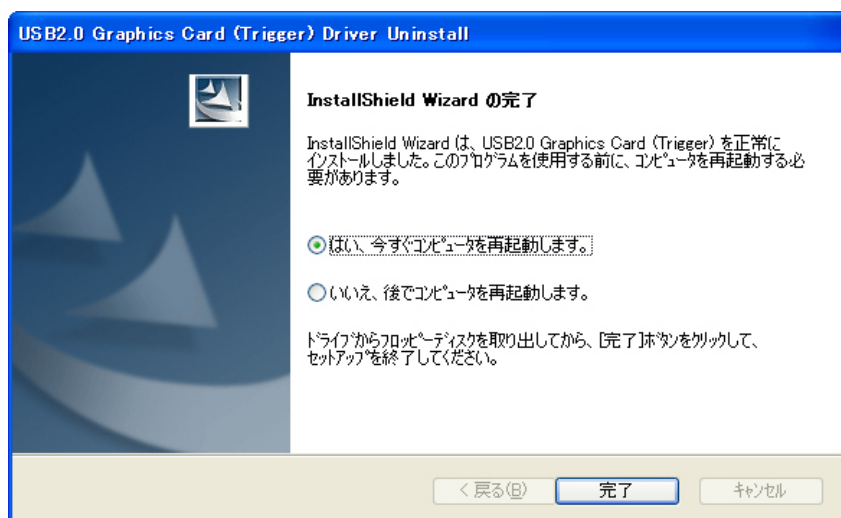 USB2.0 Graphics Card (Trigger) Driver Uninstall
InstallShield Wizard の完了
InstallShield Wizard は、USB2.0 Graphics Card (Trigger) を正常に
インストールしました。このプログラムを使用する前に、コンピュータを再起動する必
要があります。
はい、今すぐコンピュータを再起動します。
いいえ、後でコンピュータを再起動します。
ドライブからフロッピーディスクを取り出してから、[完了]ボタンをクリックして、
セットアップを終了してください。
< 戻る(B)
完了
キャンセル